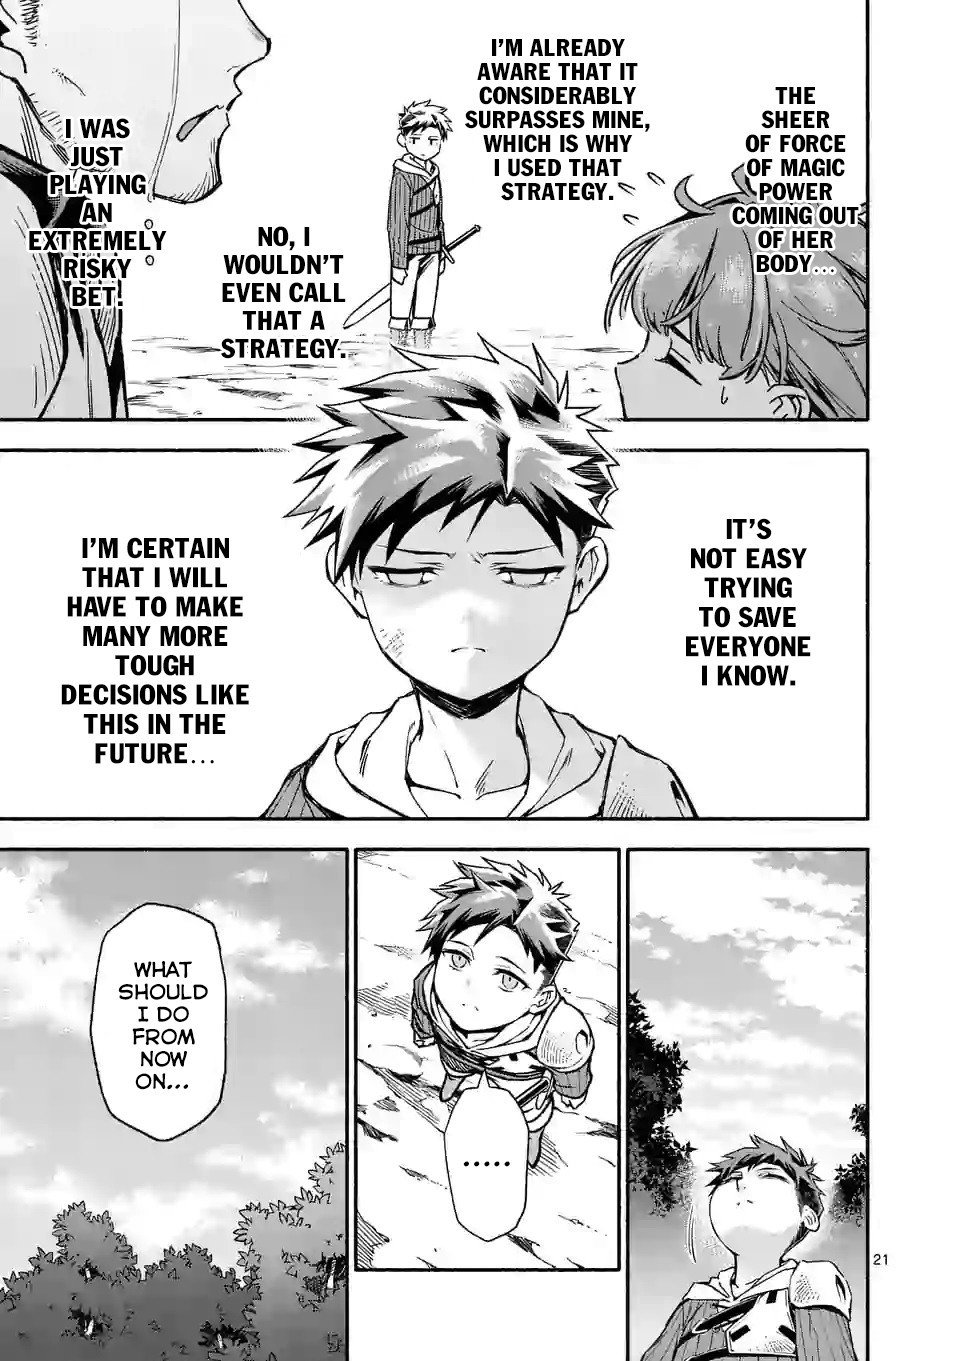 THE
SHEER
OF FORCE
OF MAGIC
POWER
COMING OUT
OF HER
BODY...
I'M ALREADY
AWARE THAT IT
CONSIDERABLY
SURPASSES MINE,
WHICH IS WHY
I USED THAT
STRATEGY.
NO, I
WOULDN'T
EVEN CALL
THAT A
STRATEGY.
I WAS
JUST
PLAYING
AN
EXTREMELY
RISKY
BET!
IT'S
NOT EASY
TRYING
TO SAVE
EVERYONE
I KNOW.
I'M CERTAIN
THAT I WILL
HAVE TO MAKE
MANY MORE
TOUGH
DECISIONS LIKE
THIS IN THE
FUTURE...
.....
WHAT
SHOULD
I DO
FROM
NOW
ON...
21